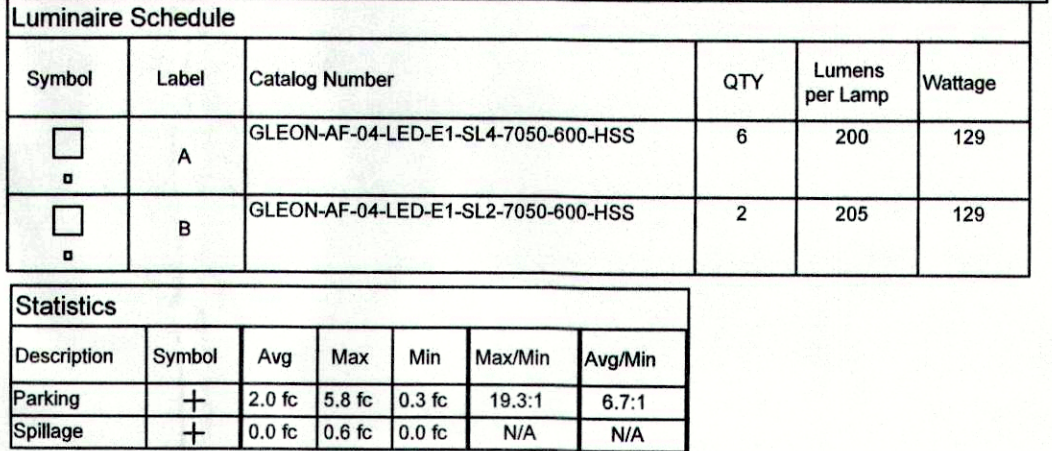 Luminaire Schedule
Symbol Label Catalog Number QTY Lumens per Lamp Wattage
A GLEON-AF-04-LED-E1-SL4-7050-600-HSS 6 200 129
B GLEON-AF-04-LED-E1-SL2-7050-600-HSS 2 205 129
Statistics
Description Symbol Avg Max Min Max/Min Avg/Min
Parking + 2.0 fc 5.8 fc 0.3 fc 19.3:1 6.7:1
Spillage + 0.0 fc 0.6 fc 0.0 fc N/A N/A